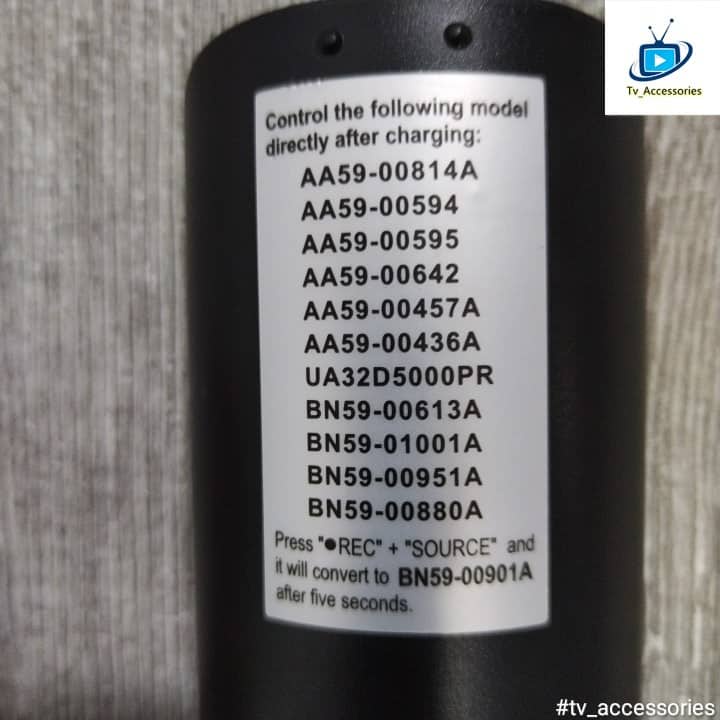 Tv_Accessories
Control the following model
directly after charging:
AA59-00814A
AA59-00594
AA59-00595
AA59-00642
AA59-00457A
AA59-00436A
UA32D5000PR
BN59-00613A
BN59-01001A
BN59-00951A
BN59-00880A
Press "●REC" + "SOURCE" and
it will convert to BN59-00901A
after five seconds.
#tv_accessories